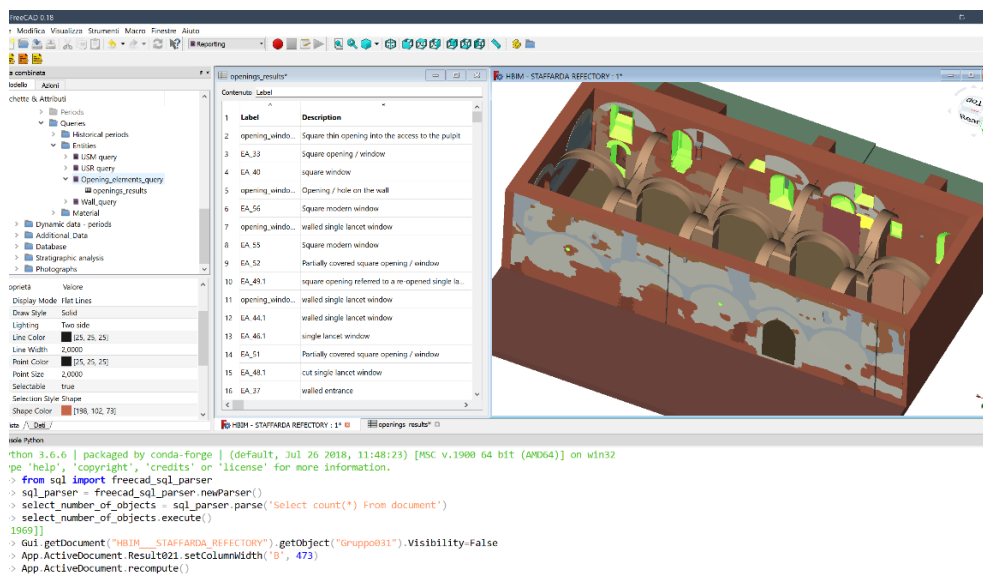 FreeCAD 0.18
Modifica Visualizza Strumenti Macro Finestre Aiuto
Reporting
combinata
Modello Azioni
chette & Attributi
Periods
Queries
Historical periods
Entities
USM query
USR query
Opening_elements_query
openings_results
Wall_query
Material
Dynamic data - periods
Additional Data
Database
Stratigraphic analysis
Photographs
oprietà Valore
Display Mode Flat Lines
Draw Style Solid
Lighting Two side
Line Color [25, 25, 25]
Line Width 2,0000
Point Color [25, 25, 25]
Point Size 2,0000
Selectable true
Selection Style Shape
Shape Color [198, 102, 73]
ista Dati
openings_results*
Contenuto Label
1 Label Description
2 opening_windo... Square thin opening into the access to the pulpit
3 EA_33 Square opening / window
4 EA_40 square window
5 opening_windo... Opening / hole on the wall
6 EA_56 Square modern window
7 opening_windo... walled single lancet window
8 EA_55 Square modern window
9 EA_52 Partially covered square opening / window
10 EA_49.1 square opening referred to a re-opened single la...
11 opening_windo... walled single lancet window
12 EA_44.1 walled single lancet window
13 EA_46.1 single lancet window
14 EA_51 Partially covered square opening / window
15 EA_48.1 cut single lancet window
16 EA_37 walled entrance
HBIM - STAFFARDA REFECTORY : 1*
HBIM - STAFFARDA REFECTORY : 1* openings results*
nsole Python
ython 3.6.6 | packaged by conda-forge | (default, Jul 26 2018, 11:48:23) [MSC v.1900 64 bit (AMD64)] on win32
ype 'help', 'copyright', 'credits' or 'license' for more information.
> from sql import freecad_sql_parser
> sql_parser = freecad_sql_parser.newParser()
> select_number_of_objects = sql_parser.parse('Select count(*) From document')
> select_number_of_objects.execute()
1969]]
> Gui.getDocument("HBIM___STAFFARDA_REFECTORY").getObject("Gruppo031").Visibility=False
> App.ActiveDocument.Result021.setColumnWidth('B', 473)
> App.ActiveDocument.recompute()